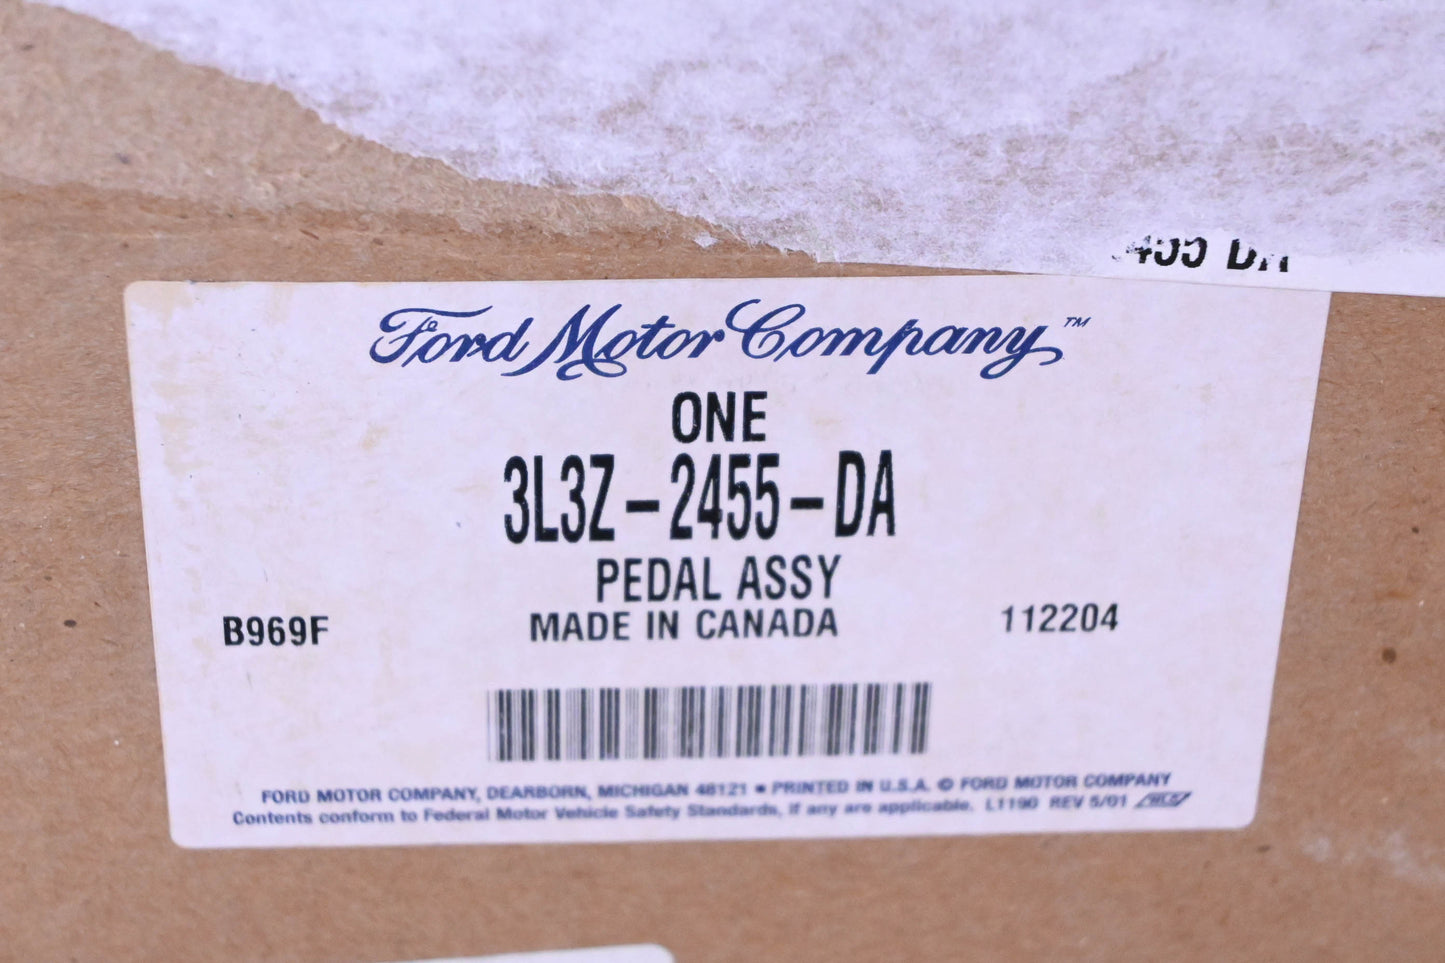 455 DA
Ford Motor Company™
ONE
3L3Z-2455-DA
PEDAL ASSY
B969F MADE IN CANADA 112204
FORD MOTOR COMPANY, DEARBORN, MICHIGAN 48121 • PRINTED IN U.S.A. © FORD MOTOR COMPANY
Contents conform to Federal Motor Vehicle Safety Standards, if any are applicable. L1190 REV 5/01